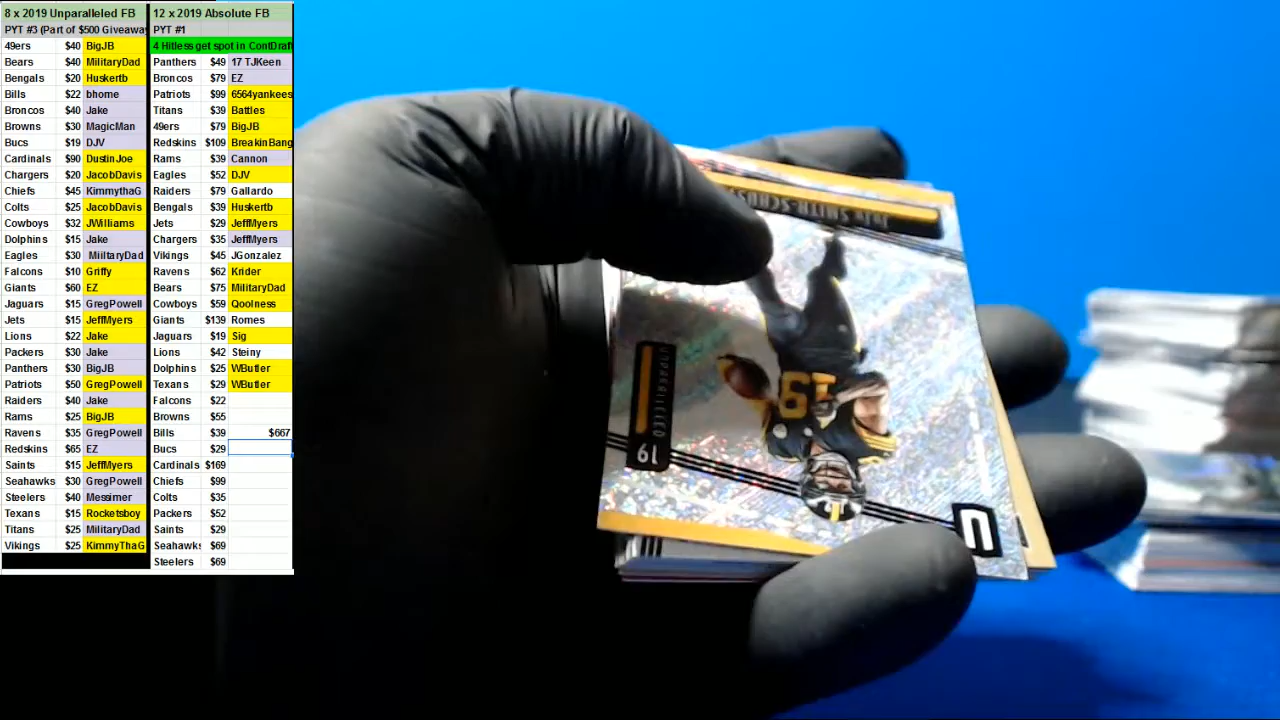 8 x 2019 Unparalleled FB
PYT #3 (Part of $500 Giveaway
49ers $40 BigJB
Bears $40 MilitaryDad
Bengals $20 Huskertb
Bills $22 bhome
Broncos $40 Jake
Browns $30 MagicMan
Bucs $19 DJV
Cardinals $90 DustinJoe
Chargers $20 JacobDavis
Chiefs $45 KimmythaG
Colts $25 JacobDavis
Cowboys $32 JWilliams
Dolphins $15 Jake
Eagles $30 MiiltaryDad
Falcons $10 Griffy
Giants $60 EZ
Jaguars $15 GregPowell
Jets $15 JeffMyers
Lions $22 Jake
Packers $30 Jake
Panthers $30 BigJB
Patriots $50 GregPowell
Raiders $40 Jake
Rams $25 BigJB
Ravens $35 GregPowell
Redskins $65 EZ
Saints $15 JeffMyers
Seahawks $30 GregPowell
Steelers $40 Messimer
Texans $15 Rocketsboy
Titans $25 MilitaryDad
Vikings $25 KimmyThaG
12 x 2019 Absolute FB
PYT #1
4 Hitless get spot in ContDraft
Panthers $49 17 TJKeen
Broncos $79 EZ
Patriots $99 6564yankees
Titans $39 Battles
49ers $79 BigJB
Redskins $109 BreakinBang
Rams $39 Cannon
Eagles $52 DJV
Raiders $79 Gallardo
Bengals $39 Huskertb
Jets $29 JeffMyers
Chargers $35 JeffMyers
Vikings $45 JGonzalez
Ravens $62 Krider
Bears $75 MilitaryDad
Cowboys $59 Qoolness
Giants $139 Romes
Jaguars $19 Sig
Lions $42 Steiny
Dolphins $25 WButler
Texans $29 WButler
Falcons $22
Browns $55
Bills $39 $667
Bucs $29
Cardinals $169
Chiefs $99
Colts $35
Packers $52
Saints $29
Seahawks $69
Steelers $69
SMITH-SCHUSTER
UNPARALLELED
19
19
U